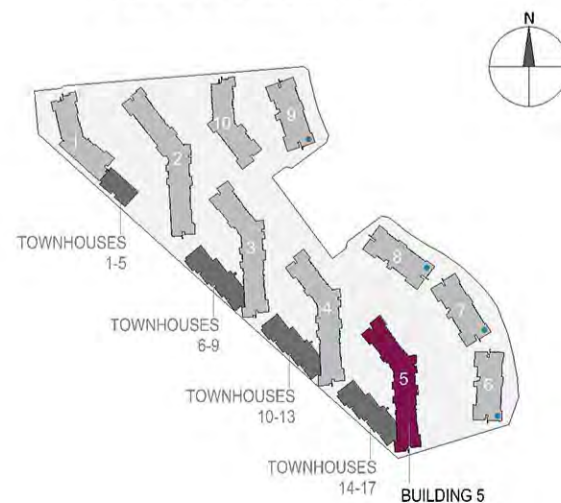 N
10
9
1
2
TOWNHOUSES
1-5
3
8
TOWNHOUSES
6-9
4
7
TOWNHOUSES
10-13
5
6
TOWNHOUSES
14-17
BUILDING 5